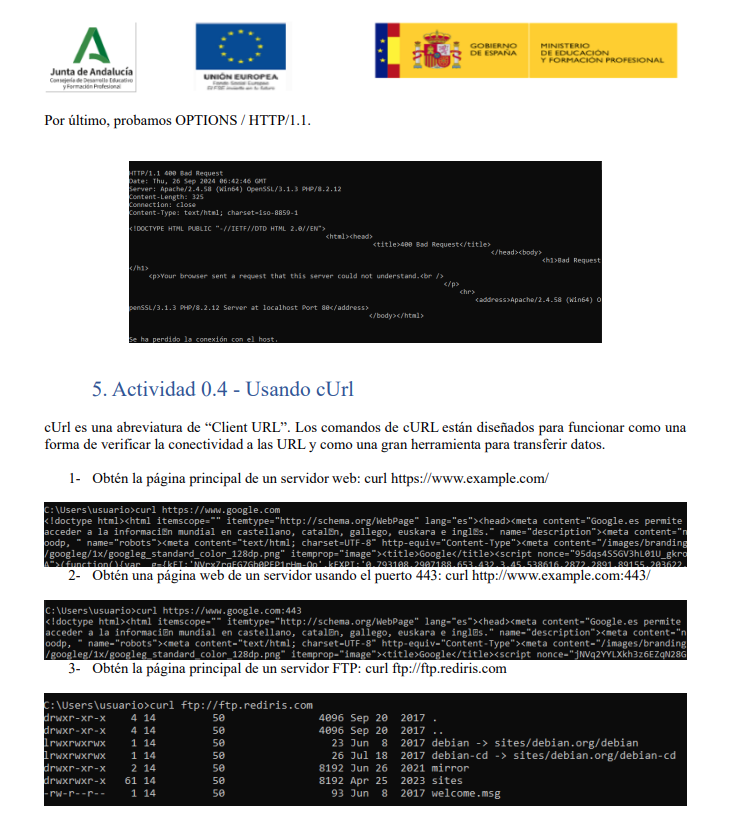 Junta de Andalucía
Consejería de Desarrollo Educativo
y Formación Profesional
UNIÓN EUROPEA
Fondo Social Europeo
GOBIERNO
DE ESPAÑA
MINISTERIO
DE EDUCACIÓN
Y FORMACIÓN PROFESIONAL
Por último, probamos OPTIONS / HTTP/1.1.
HTTP/1.1 400 Bad Request
Date: Thu, 26 Sep 2024 06:42:46 GMT
Server: Apache/2.4.58 (Win64) OpenSSL/3.1.3 PHP/8.2.12
Content-Length: 325
Connection: close
Content-Type: text/html; charset=iso-8859-1
<!DOCTYPE HTML PUBLIC "-//IETF//DTD HTML 2.0//EN">
<html><head>
<title>400 Bad Request</title>
</head><body>
<h1>Bad Request
</h1>
<p>Your browser sent a request that this server could not understand.<br />
</p>
<hr>
<address>Apache/2.4.58 (Win64) O
penSSL/3.1.3 PHP/8.2.12 Server at localhost Port 80</address>
</body></html>
Se ha perdido la conexión con el host.
5. Actividad 0.4 - Usando cUrl
cUrl es una abreviatura de “Client URL”. Los comandos de cURL están diseñados para funcionar como una
forma de verificar la conectividad a las URL y como una gran herramienta para transferir datos.
1- Obtén la página principal de un servidor web: curl https://www.example.com/
C:\Users\usuario>curl https://www.google.com
<!doctype html><html itemscope="" itemtype="http://schema.org/WebPage" lang="es"><head><meta content="Google.es permite
acceder a la informaci�n mundial en castellano, catal�n, gallego, euskara e ingl�s." name="description"><meta content="n
oodp, " name="robots"><meta content="text/html; charset=UTF-8" http-equiv="Content-Type"><meta content="/images/branding
/googleg/1x/googleg_standard_color_128dp.png" itemprop="image"><title>Google</title><script nonce="95dqs45SGV3hL01U_gkro
2- Obtén una página web de un servidor usando el puerto 443: curl http://www.example.com:443/
C:\Users\usuario>curl https://www.google.com:443
<!doctype html><html itemscope="" itemtype="http://schema.org/WebPage" lang="es"><head><meta content="Google.es permite
acceder a la informaci�n mundial en castellano, catal�n, gallego, euskara e ingl�s." name="description"><meta content="n
oodp, " name="robots"><meta content="text/html; charset=UTF-8" http-equiv="Content-Type"><meta content="/images/branding
/googleg/1x/googleg_standard_color_128dp.png" itemprop="image"><title>Google</title><script nonce="jNVq2YYLXkh3z6EZqN28G
3- Obtén la página principal de un servidor FTP: curl ftp://ftp.rediris.com
C:\Users\usuario>curl ftp://ftp.rediris.com
drwxr-xr-x 4 14 50 4096 Sep 20 2017 .
drwxr-xr-x 4 14 50 4096 Sep 20 2017 ..
lrwxrwxrwx 1 14 50 23 Jun 8 2017 debian -> sites/debian.org/debian
lrwxrwxrwx 1 14 50 26 Jul 18 2017 debian-cd -> sites/debian.org/debian-cd
drwxr-xr-x 2 14 50 8192 Jun 26 2021 mirror
drwxrwxr-x 61 14 50 8192 Apr 25 2023 sites
-rw-r--r-- 1 14 50 93 Jun 8 2017 welcome.msg